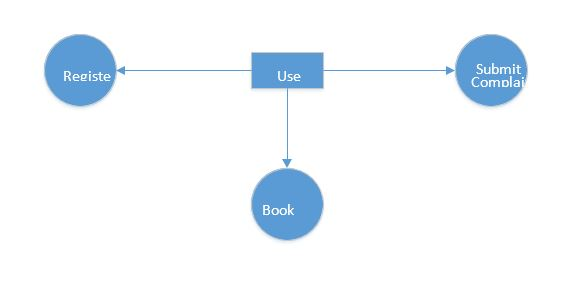 Registe
Use
Submit
Complai
Book